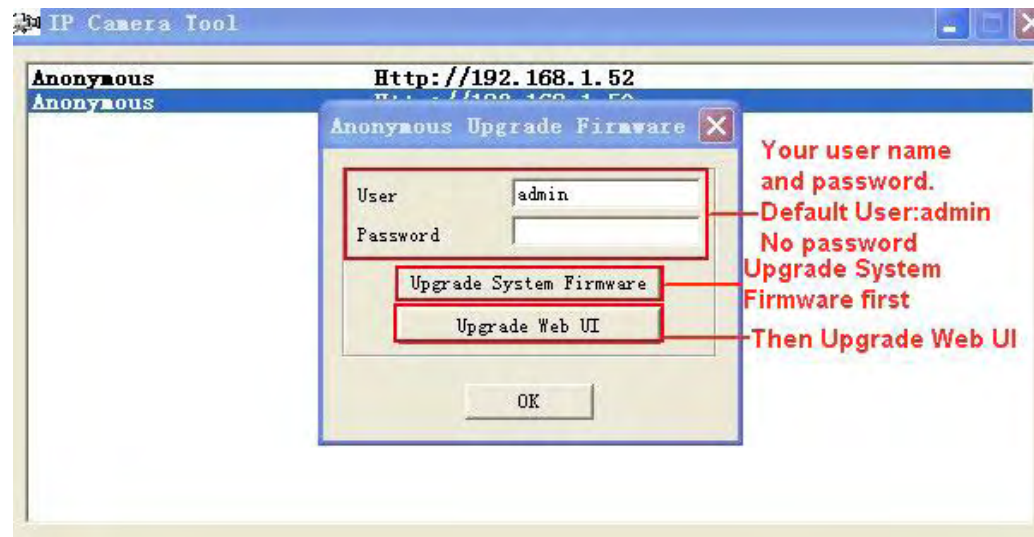 IP Camera Tool
Anonymous Http://192.168.1.52
Anonymous
Anonymous Upgrade Firmware
User admin
Password
Upgrade System Firmware
Upgrade Web UI
OK
Your user name
and password.
Default User:admin
No password
Upgrade System
Firmware first
Then Upgrade Web UI